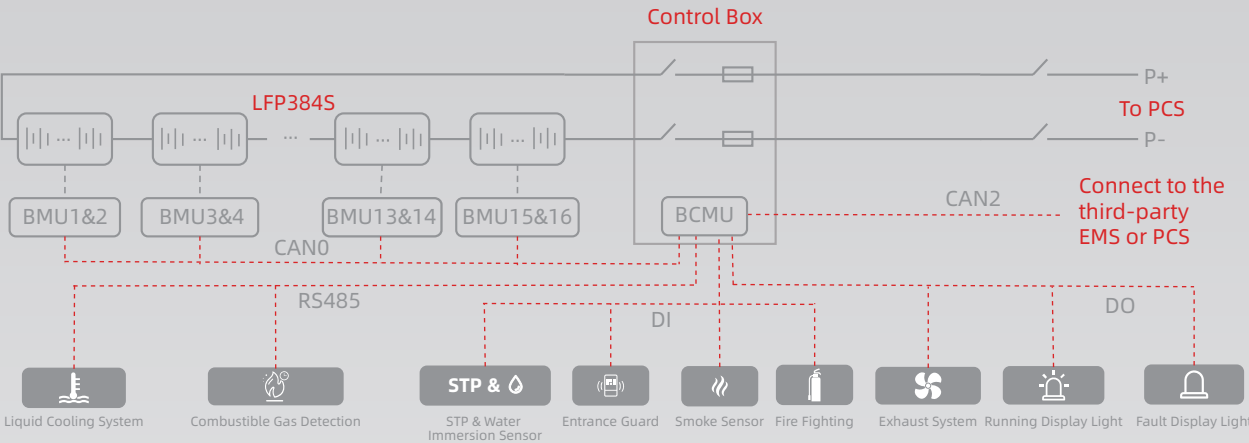 Control Box
P+
LFP384S
To PCS
... ... ... ... ...
P-
BMU1&2
BMU3&4
BMU13&14
BMU15&16
BCMU
CAN2
Connect to the
third-party
EMS or PCS
CAN0
RS485
DI
DO
STP &
Liquid Cooling System
Combustible Gas Detection
STP & Water
Immersion Sensor
Entrance Guard
Smoke Sensor
Fire Fighting
Exhaust System
Running Display Light
Fault Display Light